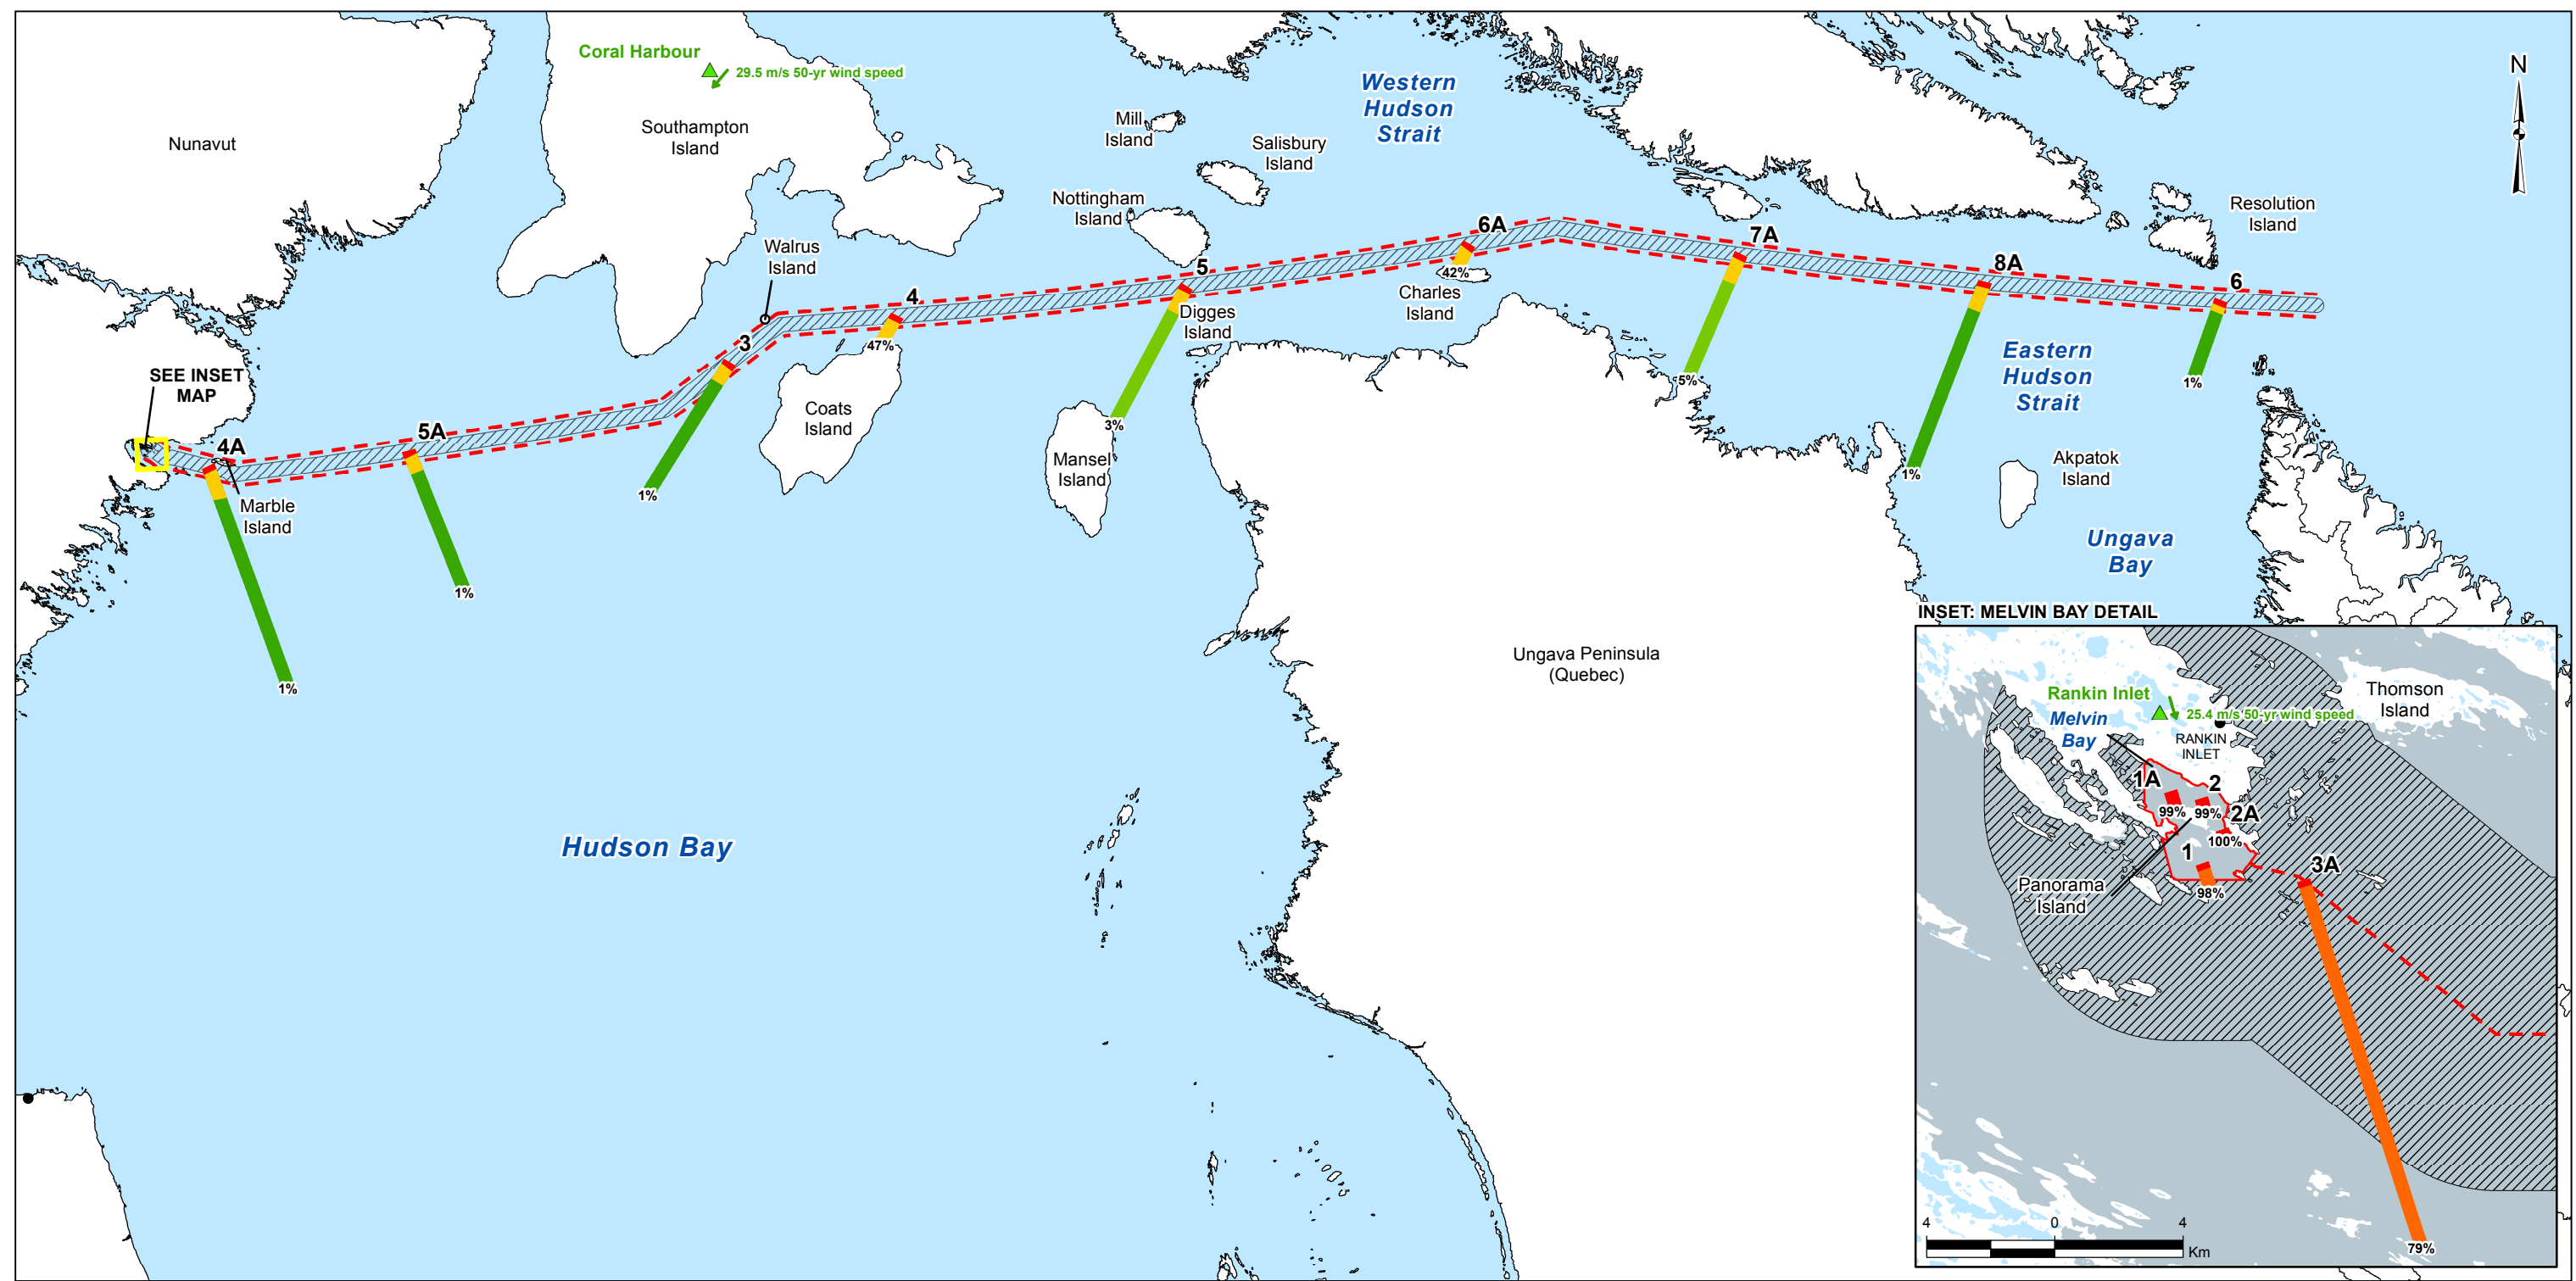 N
Coral Harbour
29.5 m/s 50-yr wind speed
Nunavut
Southampton
Island
Western
Hudson
Strait
Mill
Island
Salisbury
Island
Nottingham
Island
Resolution
Island
Walrus
Island
6A
7A
8A
6
5
4
3
42%
Charles
Island
Digges
Island
47%
SEE INSET
MAP
Coats
Island
3%
5%
1%
Eastern
Hudson
Strait
4A
5A
Marble
Island
1%
Mansel
Island
1%
Akpatok
Island
Ungava
Bay
1%
1%
Ungava Peninsula
(Quebec)
Hudson Bay
INSET: MELVIN BAY DETAIL
Rankin Inlet
25.4 m/s 50-yr wind speed
Thomson
Island
Melvin
Bay
RANKIN
INLET
1A
2
99%
99%
2A
100%
1
3A
98%
Panorama
Island
4
0
4
Km
79%